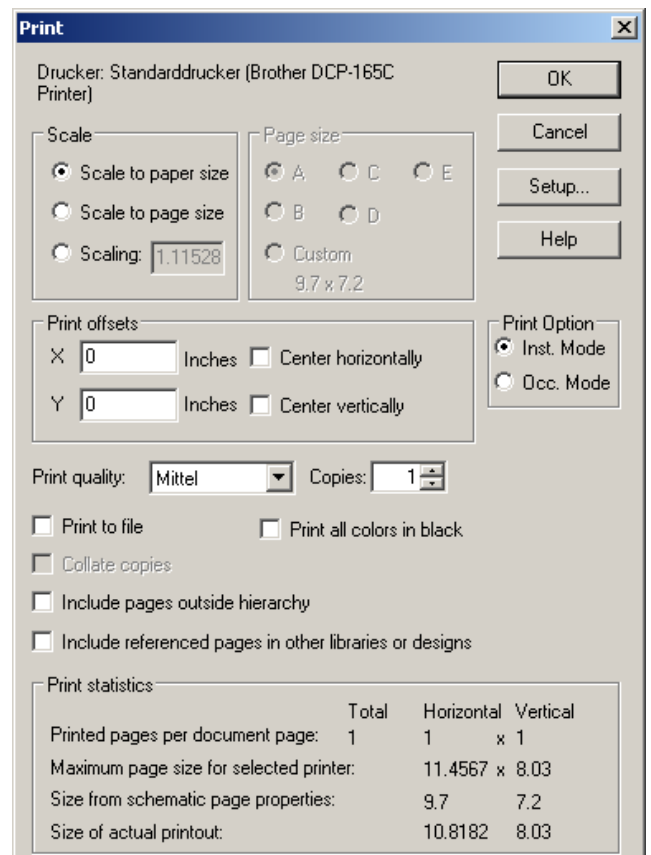 Print
Drucker: Standarddrucker (Brother DCP-165C
Printer)
OK
Cancel
Setup...
Help
Scale
Scale to paper size
Scale to page size
Scaling: 1.11528
Page size
A C E
B D
Custom
9.7 x 7.2
Print offsets
X 0 Inches Center horizontally
Y 0 Inches Center vertically
Print Option
Inst. Mode
Occ. Mode
Print quality: Mittel Copies: 1
Print to file Print all colors in black
Collate copies
Include pages outside hierarchy
Include referenced pages in other libraries or designs
Print statistics
Total Horizontal Vertical
Printed pages per document page: 1 1 x 1
Maximum page size for selected printer: 11.4567 x 8.03
Size from schematic page properties: 9.7 7.2
Size of actual printout: 10.8182 8.03